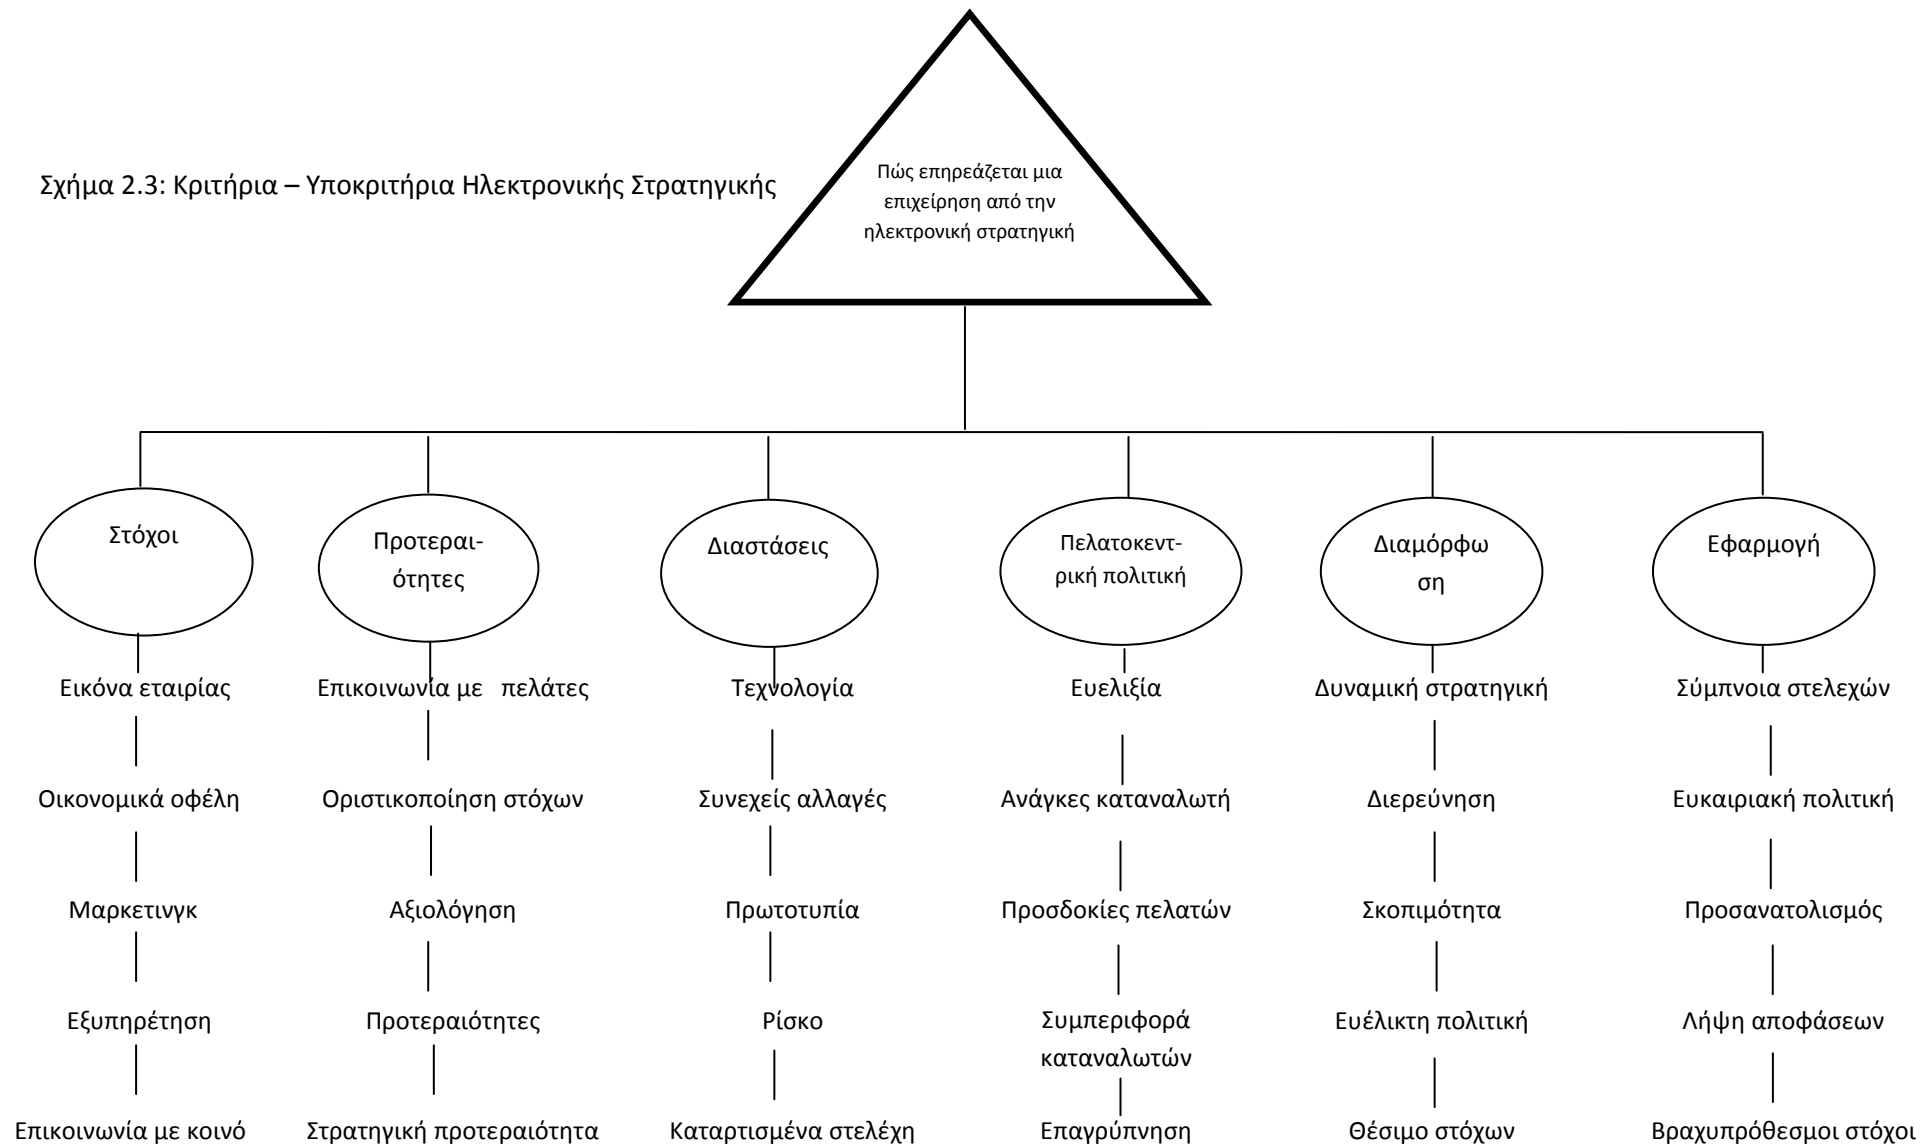 Πώς επηρεάζεται μια
επιχείρηση από την
ηλεκτρονική στρατηγική
Σχήμα 2.3: Κριτήρια – Υποκριτήρια Ηλεκτρονικής Στρατηγικής
Στόχοι
Προτεραι-
ότητες
Διαστάσεις
Πελατοκεντ-
ρική πολιτική
Διαμόρφω
ση
Εφαρμογή
Εικόνα εταιρίας
Επικοινωνία με πελάτες
Τεχνολογία
Ευελιξία
Δυναμική στρατηγική
Σύμπνοια στελεχών
Οικονομικά οφέλη
Οριστικοποίηση στόχων
Συνεχείς αλλαγές
Ανάγκες καταναλωτή
Διερεύνηση
Ευκαιριακή πολιτική
Μαρκετινγκ
Αξιολόγηση
Πρωτοτυπία
Προσδοκίες πελατών
Σκοπιμότητα
Προσανατολισμός
Εξυπηρέτηση
Προτεραιότητες
Ρίσκο
Συμπεριφορά
καταναλωτών
Ευέλικτη πολιτική
Λήψη αποφάσεων
Επικοινωνία με κοινό
Στρατηγική προτεραιότητα
Καταρτισμένα στελέχη
Επαγρύπνηση
Θέσιμο στόχων
Βραχυπρόθεσμοι στόχοι